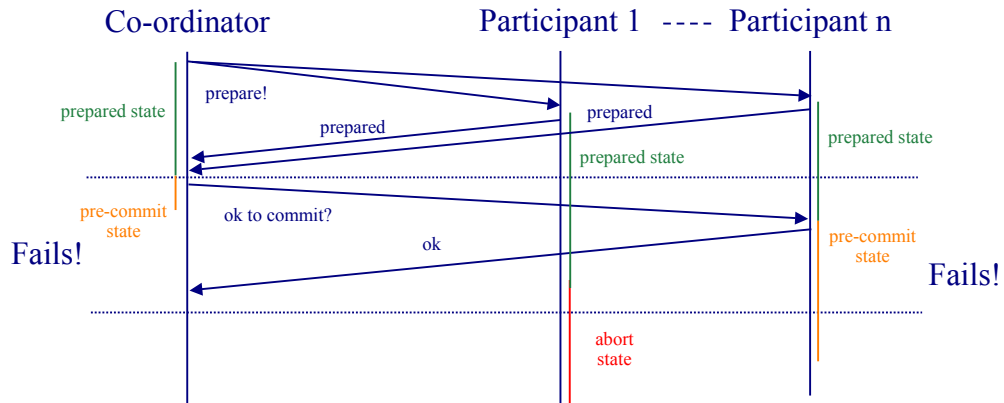 Co-ordinator
Participant 1 ---- Participant n
prepare!
prepared state
prepared
prepared
prepared state
prepared state
pre-commit
state
ok to commit?
Fails!
ok
pre-commit
state
Fails!
abort
state